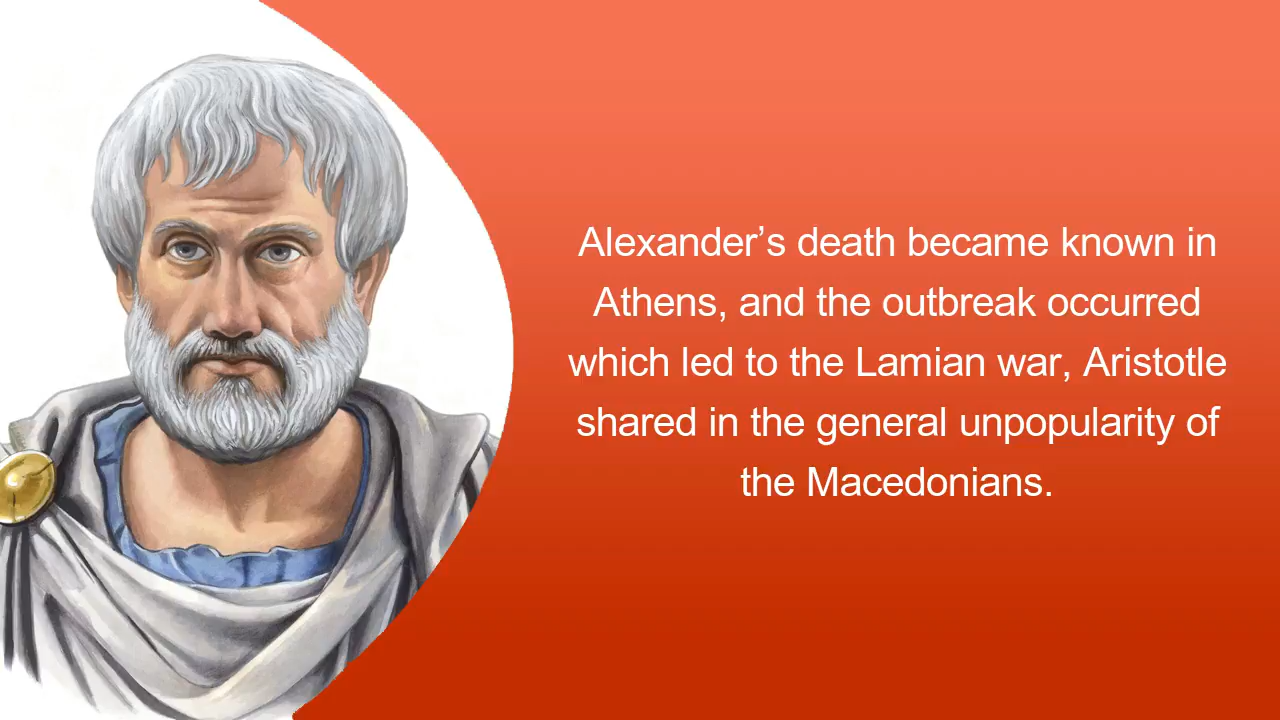 Alexander’s death became known in
Athens, and the outbreak occurred
which led to the Lamian war, Aristotle
shared in the general unpopularity of
the Macedonians.